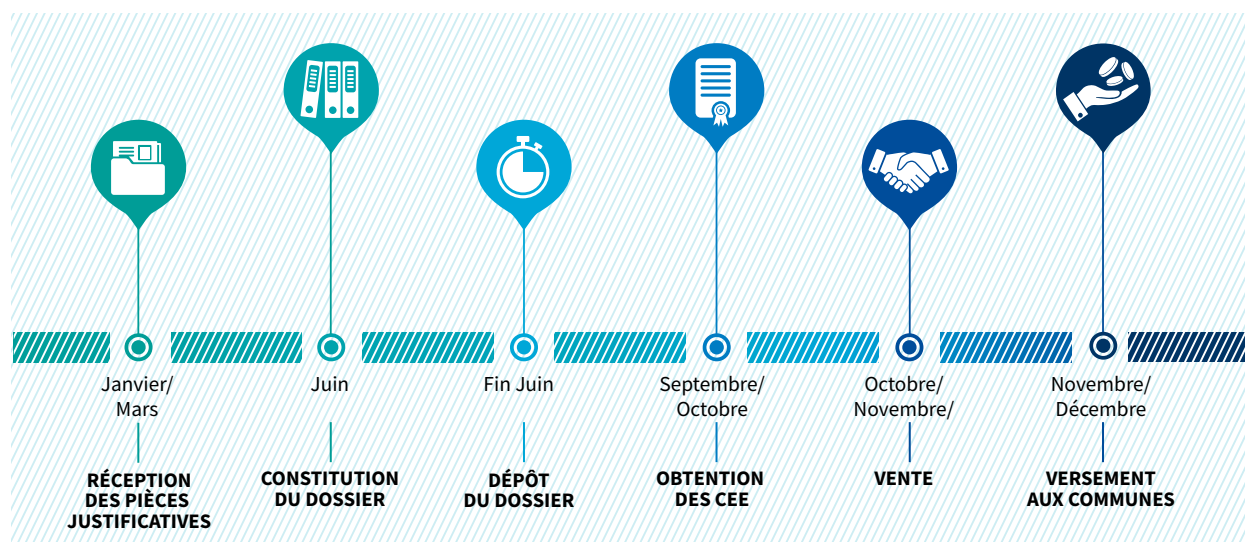 Janvier/
Mars
RÉCEPTION
DES PIÈCES
JUSTIFICATIVES
Juin
CONSTITUTION
DU DOSSIER
Fin Juin
DÉPÔT
DU DOSSIER
Septembre/
Octobre
OBTENTION
DES CEE
Octobre/
Novembre/
VENTE
Novembre/
Décembre
VERSEMENT
AUX COMMUNES